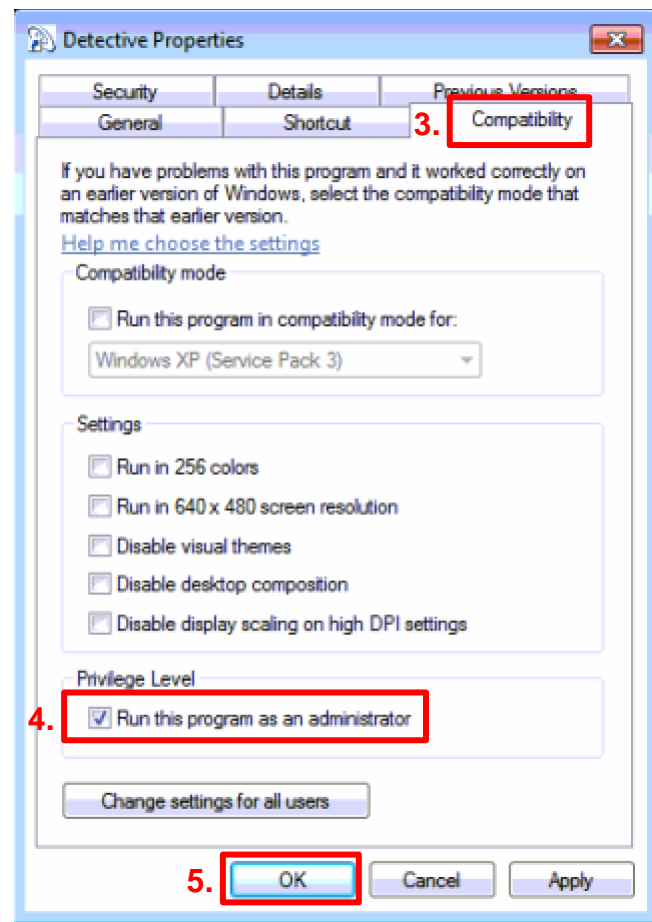 Detective Properties
Security Details Previous Versions
General Shortcut 3. Compatibility
If you have problems with this program and it worked correctly on
an earlier version of Windows, select the compatibility mode that
matches that earlier version.
Help me choose the settings
Compatibility mode
Run this program in compatibility mode for:
Windows XP (Service Pack 3)
Settings
Run in 256 colors
Run in 640 x 480 screen resolution
Disable visual themes
Disable desktop composition
Disable display scaling on high DPI settings
Privilege Level
4. Run this program as an administrator
Change settings for all users
5. OK Cancel Apply